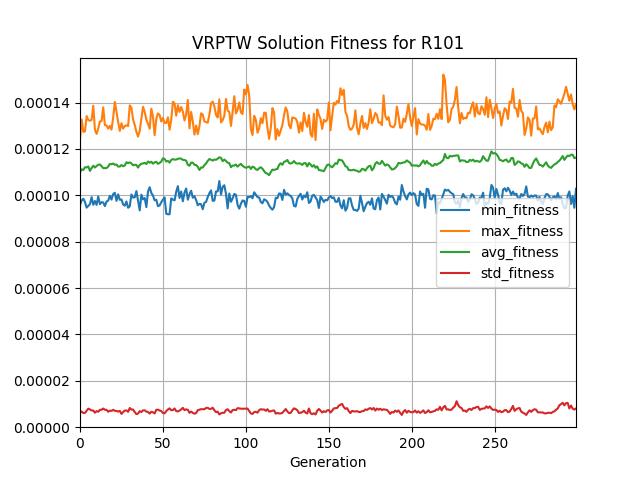 VRPTW Solution Fitness for R101
0.00014
0.00012
0.00010
0.00008
0.00006
0.00004
0.00002
0.00000
min_fitness
max_fitness
avg_fitness
std_fitness
0 50 100 150 200 250
Generation